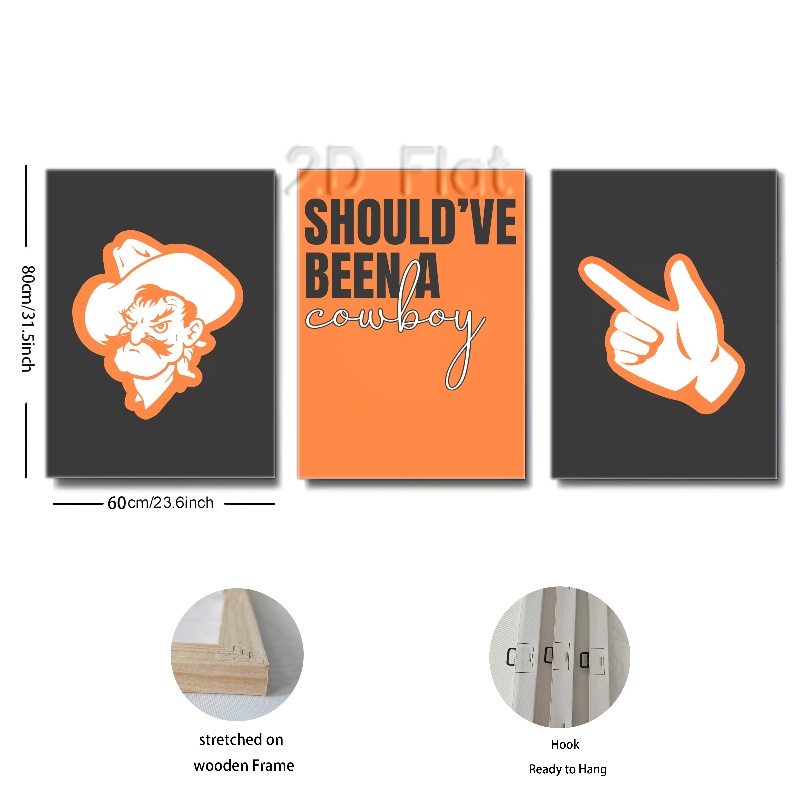 2D Flat
SHOULD'VE
BEEN A
cowboy
80cm/31.5inch
60cm/23.6inch
stretched on
wooden Frame
Hook
Ready to Hang